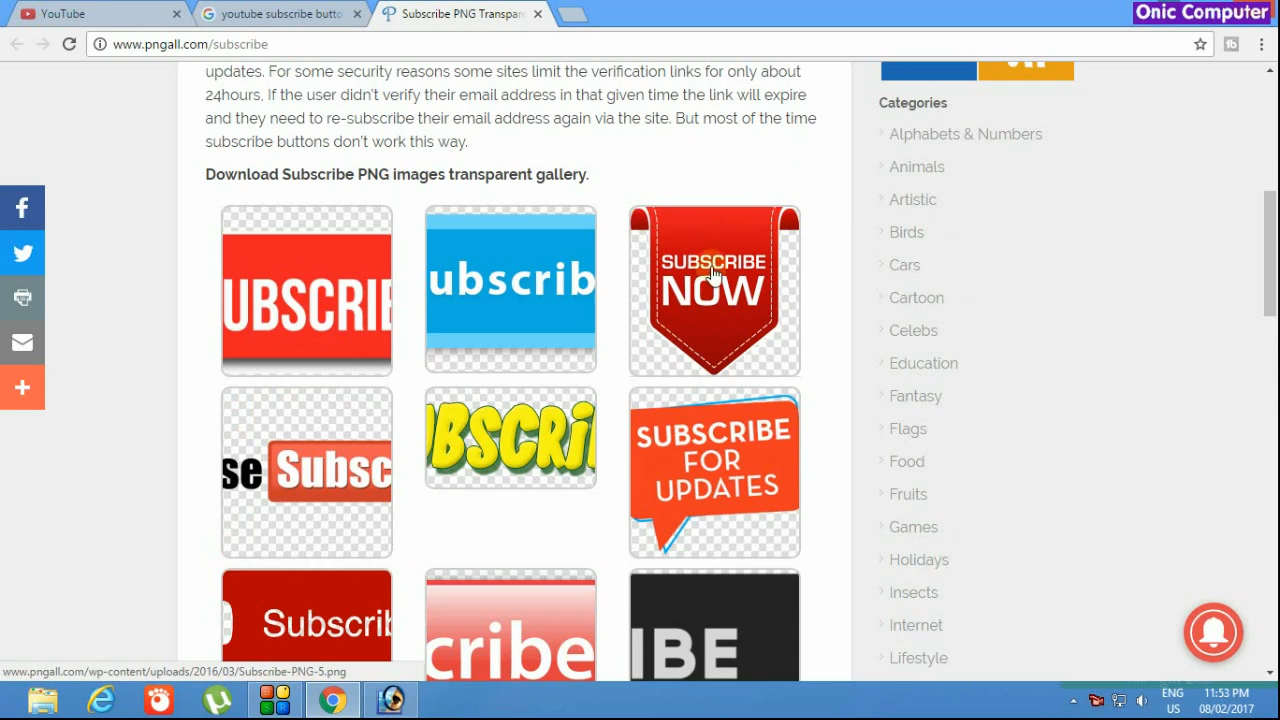 YouTube
youtube subscribe butto
Subscribe PNG Transpar
Onic Computer
www.pngall.com/subscribe
updates. For some security reasons some sites limit the verification links for only about
24hours. If the user didn't verify their email address in that given time the link will expire
and they need to re-subscribe their email address again via the site. But most of the time
subscribe buttons don't work this way.
Download Subscribe PNG images transparent gallery.
UBSCRIE
ubscrib
SUBSCRIBE
NOW
se Subsc
UBSCRi
SUBSCRIBE
FOR
UPDATES
Subscrib
cribe
IBE
Categories
Alphabets & Numbers
Animals
Artistic
Birds
Cars
Cartoon
Celebs
Education
Fantasy
Flags
Food
Fruits
Games
Holidays
Insects
Internet
Lifestyle
www.pngall.com/wp-content/uploads/2016/03/Subscribe-PNG-5.png
ENG
US
11:53 PM
08/02/2017